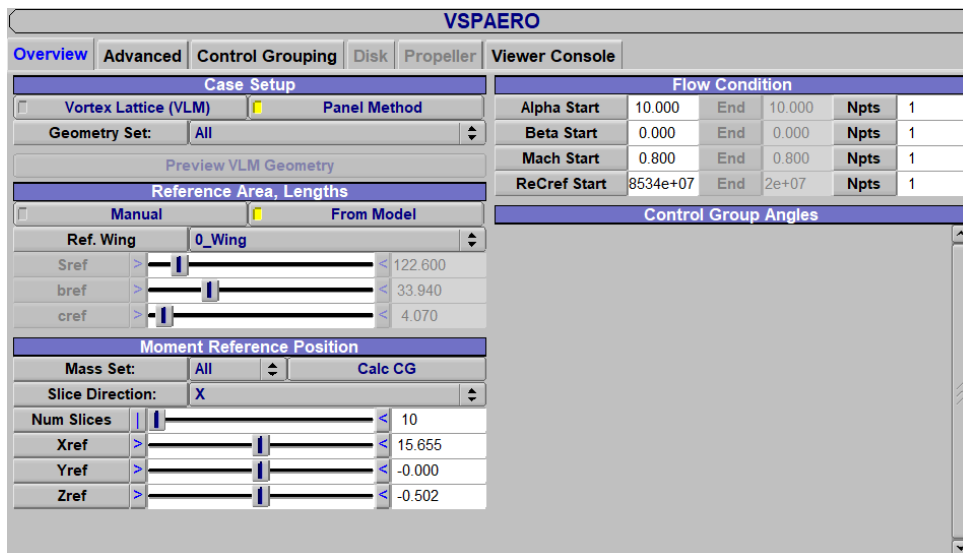 VSPAERO
Overview Advanced Control Grouping Disk Propeller Viewer Console
Case Setup
Vortex Lattice (VLM) Panel Method
Geometry Set: All
Preview VLM Geometry
Reference Area, Lengths
Manual From Model
Ref. Wing 0_Wing
Sref > < 122.600
bref > < 33.940
cref > < 4.070
Moment Reference Position
Mass Set: All Calc CG
Slice Direction: X
Num Slices | < 10
Xref > < 15.655
Yref > < -0.000
Zref > < -0.502
Flow Condition
Alpha Start 10.000 End 10.000 Npts 1
Beta Start 0.000 End 0.000 Npts 1
Mach Start 0.800 End 0.800 Npts 1
ReCref Start 8534e+07 End 2e+07 Npts 1
Control Group Angles